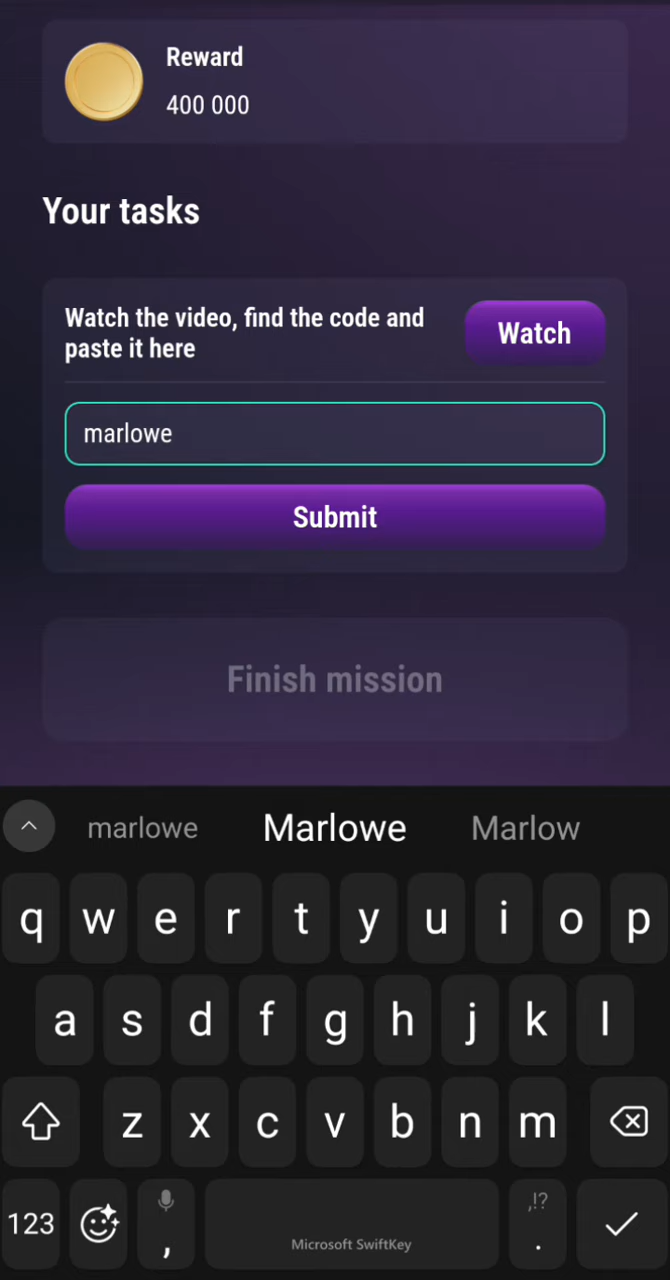 Reward
400 000
Your tasks
Watch the video, find the code and
paste it here
Watch
marlowe
Submit
Finish mission
marlowe Marlowe Marlow
q w e r t y u i o p
a s d f g h j k l
z x c v b n m
,!?
123 , Microsoft SwiftKey .